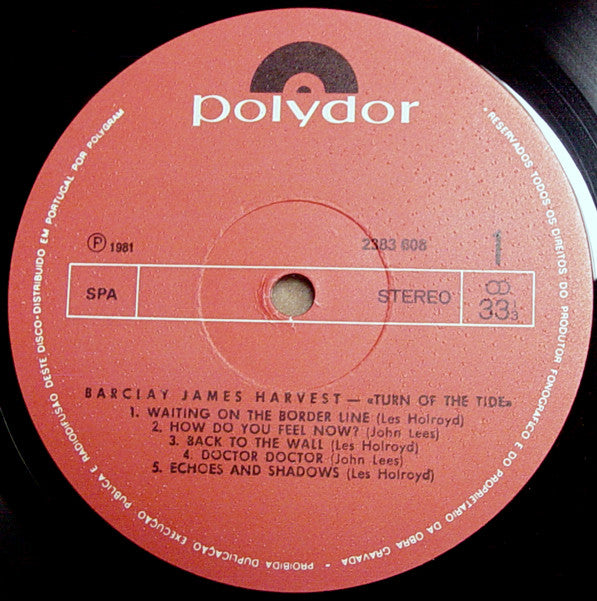 polydor
℗ 1981
2383 608
1
SPA
STEREO
33⅓
BARCLAY JAMES HARVEST — «TURN OF THE TIDE»
1. WAITING ON THE BORDER LINE (Les Holroyd)
2. HOW DO YOU FEEL NOW? (John Lees)
3. BACK TO THE WALL (Les Holroyd)
4. DOCTOR DOCTOR (John Lees)
5. ECHOES AND SHADOWS (Les Holroyd)
• RESERVADOS TODOS OS DIREITOS DO PRODUTOR FONOGRÁFICO E DO PROPRIETÁRIO DA OBRA GRAVADA - PROIBIDA DUPLICAÇÃO EXECUÇÃO PÚBLICA E RADIODIFUSÃO DESTE DISCO - DISTRIBUIDO EM PORTUGAL POR POLYGRAM